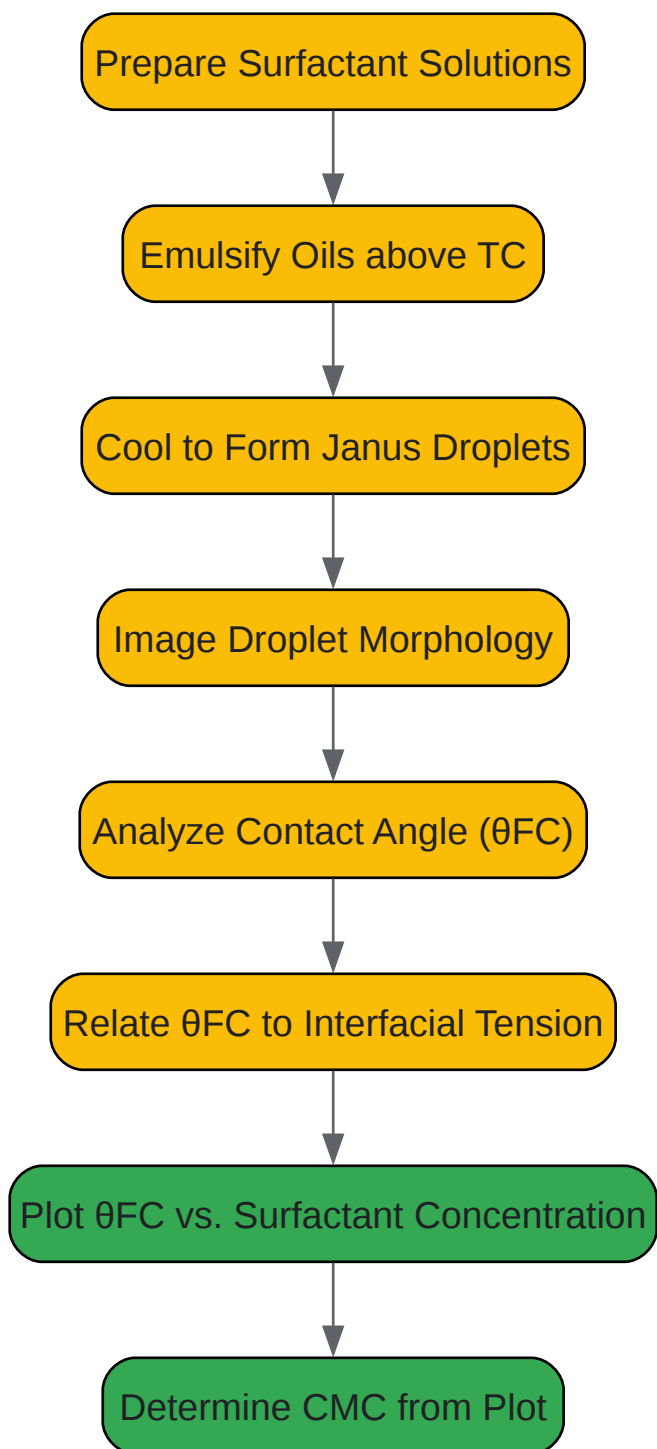 Prepare Surfactant Solutions
Emulsify Oils above TC
Cool to Form Janus Droplets
Image Droplet Morphology
Analyze Contact Angle (θFC)
Relate θFC to Interfacial Tension
Plot θFC vs. Surfactant Concentration
Determine CMC from Plot